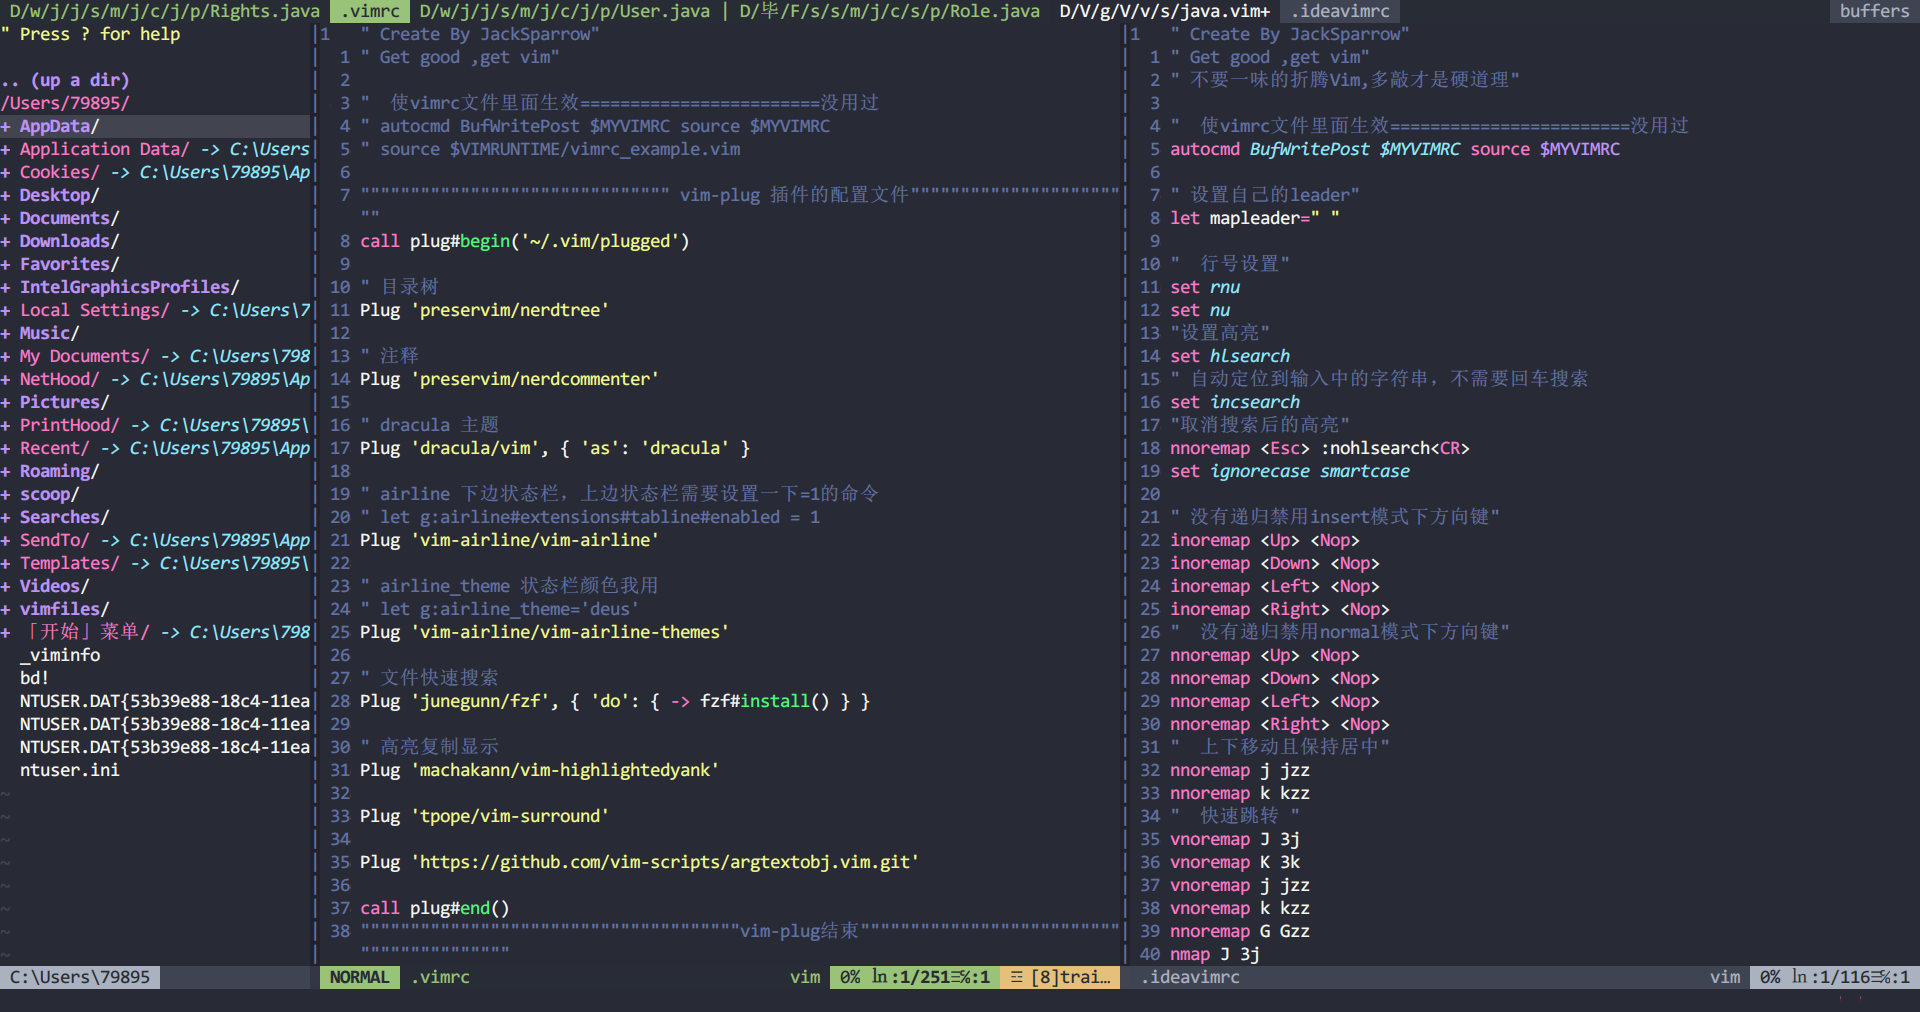 D/w/j/j/s/m/j/c/j/p/Rights.java  .vimrc  D/w/j/j/s/m/j/c/j/p/User.java | D/毕/F/s/s/m/j/c/s/p/Role.java  D/V/g/V/v/s/java.vim+  .ideavimrc  buffers
" Press ? for help
.. (up a dir)
/Users/79895/
+ AppData/
+ Application Data/ -> C:\Users
+ Cookies/ -> C:\Users\79895\Ap
+ Desktop/
+ Documents/
+ Downloads/
+ Favorites/
+ IntelGraphicsProfiles/
+ Local Settings/ -> C:\Users\7
+ Music/
+ My Documents/ -> C:\Users\798
+ NetHood/ -> C:\Users\79895\Ap
+ Pictures/
+ PrintHood/ -> C:\Users\79895\
+ Recent/ -> C:\Users\79895\App
+ Roaming/
+ scoop/
+ Searches/
+ SendTo/ -> C:\Users\79895\App
+ Templates/ -> C:\Users\79895\
+ Videos/
+ vimfiles/
+ 「开始」菜单/ -> C:\Users\798
_viminfo
bd!
NTUSER.DAT{53b39e88-18c4-11ea
NTUSER.DAT{53b39e88-18c4-11ea
NTUSER.DAT{53b39e88-18c4-11ea
ntuser.ini
~
~
~
~
~
~
~
~
C:\Users\79895
1 " Create By JackSparrow"
1 " Get good ,get vim"
2
3 "  使vimrc文件里面生效========================没用过
4 " autocmd BufWritePost $MYVIMRC source $MYVIMRC
5 " source $VIMRUNTIME/vimrc_example.vim
6
7 """"""""""""""""""""""""""""""" vim-plug 插件的配置文件"""""""""""""""""""""
""
8 call plug#begin('~/.vim/plugged')
9
10 " 目录树
11 Plug 'preservim/nerdtree'
12
13 " 注释
14 Plug 'preservim/nerdcommenter'
15
16 " dracula 主题
17 Plug 'dracula/vim', { 'as': 'dracula' }
18
19 " airline 下边状态栏，上边状态栏需要设置一下=1的命令
20 " let g:airline#extensions#tabline#enabled = 1
21 Plug 'vim-airline/vim-airline'
22
23 " airline_theme 状态栏颜色我用
24 " let g:airline_theme='deus'
25 Plug 'vim-airline/vim-airline-themes'
26
27 " 文件快速搜索
28 Plug 'junegunn/fzf', { 'do': { -> fzf#install() } }
29
30 " 高亮复制显示
31 Plug 'machakann/vim-highlightedyank'
32
33 Plug 'tpope/vim-surround'
34
35 Plug 'https://github.com/vim-scripts/argtextobj.vim.git'
36
37 call plug#end()
38 """"""""""""""""""""""""""""""""""""""vim-plug结束""""""""""""""""""""""""""
"""""""""""""""
NORMAL  .vimrc  vim  0% ㏑:1/251☰℅:1  ☲ [8]trai…
1 " Create By JackSparrow"
1 " Get good ,get vim"
2 " 不要一味的折腾Vim,多敲才是硬道理"
3
4 "  使vimrc文件里面生效========================没用过
5 autocmd BufWritePost $MYVIMRC source $MYVIMRC
6
7 " 设置自己的leader"
8 let mapleader=" "
9
10 "  行号设置"
11 set rnu
12 set nu
13 "设置高亮"
14 set hlsearch
15 " 自动定位到输入中的字符串，不需要回车搜索
16 set incsearch
17 "取消搜索后的高亮"
18 nnoremap <Esc> :nohlsearch<CR>
19 set ignorecase smartcase
20
21 " 没有递归禁用insert模式下方向键"
22 inoremap <Up> <Nop>
23 inoremap <Down> <Nop>
24 inoremap <Left> <Nop>
25 inoremap <Right> <Nop>
26 "  没有递归禁用normal模式下方向键"
27 nnoremap <Up> <Nop>
28 nnoremap <Down> <Nop>
29 nnoremap <Left> <Nop>
30 nnoremap <Right> <Nop>
31 "  上下移动且保持居中"
32 nnoremap j jzz
33 nnoremap k kzz
34 "  快速跳转 "
35 vnoremap J 3j
36 vnoremap K 3k
37 vnoremap j jzz
38 vnoremap k kzz
39 nnoremap G Gzz
40 nmap J 3j
.ideavimrc  vim  0% ㏑:1/116☰℅:1